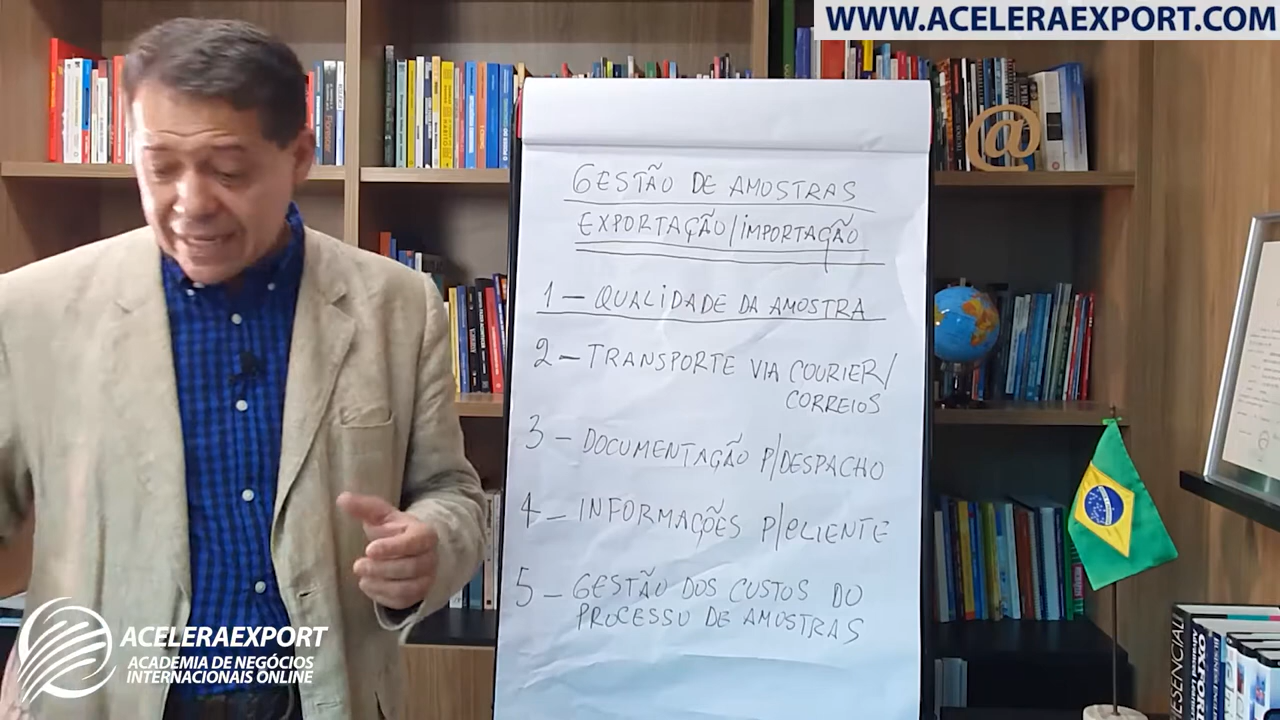 WWW.ACELERAEXPORT.COM
GESTÃO DE AMOSTRAS
EXPORTAÇÃO/IMPORTAÇÃO
1 - QUALIDADE DA AMOSTRA
2 - TRANSPORTE VIA COURIER/
CORREIOS
3 - DOCUMENTAÇÃO P/DESPACHO
4 - INFORMAÇÕES P/CLIENTE
5 - GESTÃO DOS CUSTOS DO
PROCESSO DE AMOSTRAS
@
ACELERAEXPORT
ACADEMIA DE NEGÓCIOS
INTERNACIONAIS ONLINE
OXFORD